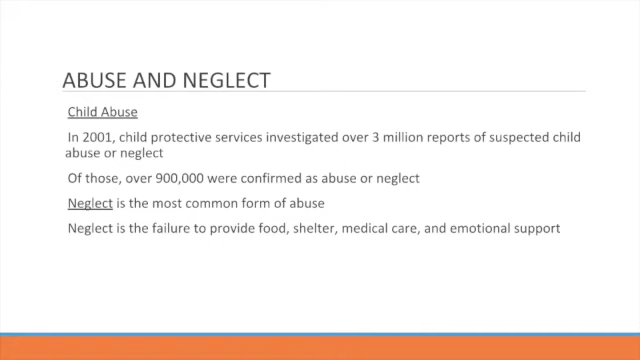 ABUSE AND NEGLECT
Child Abuse
In 2001, child protective services investigated over 3 million reports of suspected child
abuse or neglect
Of those, over 900,000 were confirmed as abuse or neglect
Neglect is the most common form of abuse
Neglect is the failure to provide food, shelter, medical care, and emotional support